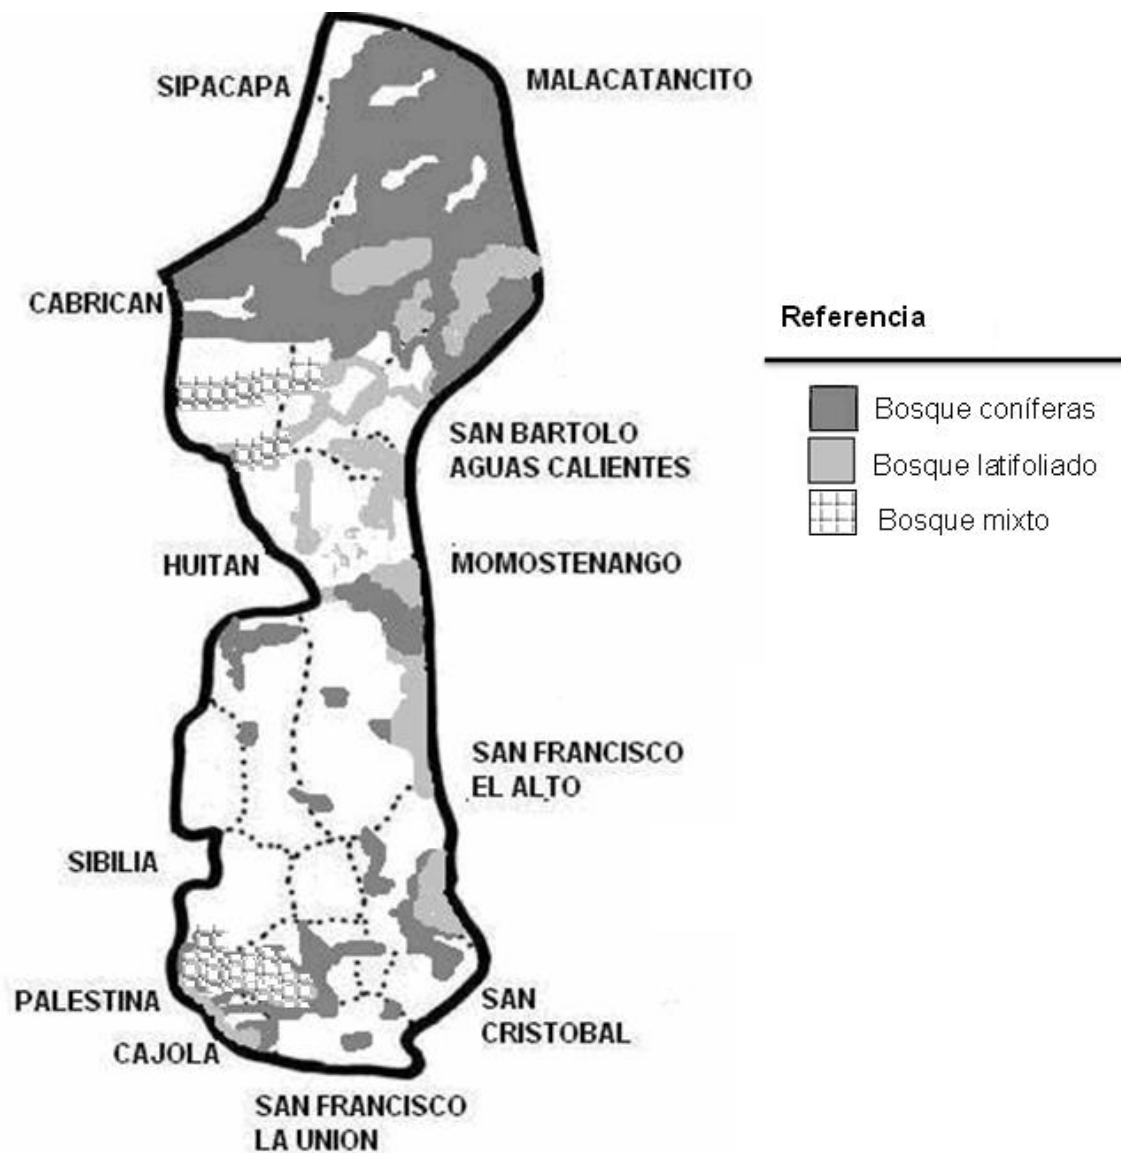 SIPACAPA
MALACATANCITO
CABRICAN
Referencia
Bosque coníferas
Bosque latifoliado
Bosque mixto
SAN BARTOLO
AGUAS CALIENTES
HUITAN
MOMOSTENANGO
SAN FRANCISCO
EL ALTO
SIBILIA
PALESTINA
SAN
CRISTOBAL
CAJOLA
SAN FRANCISCO
LA UNION